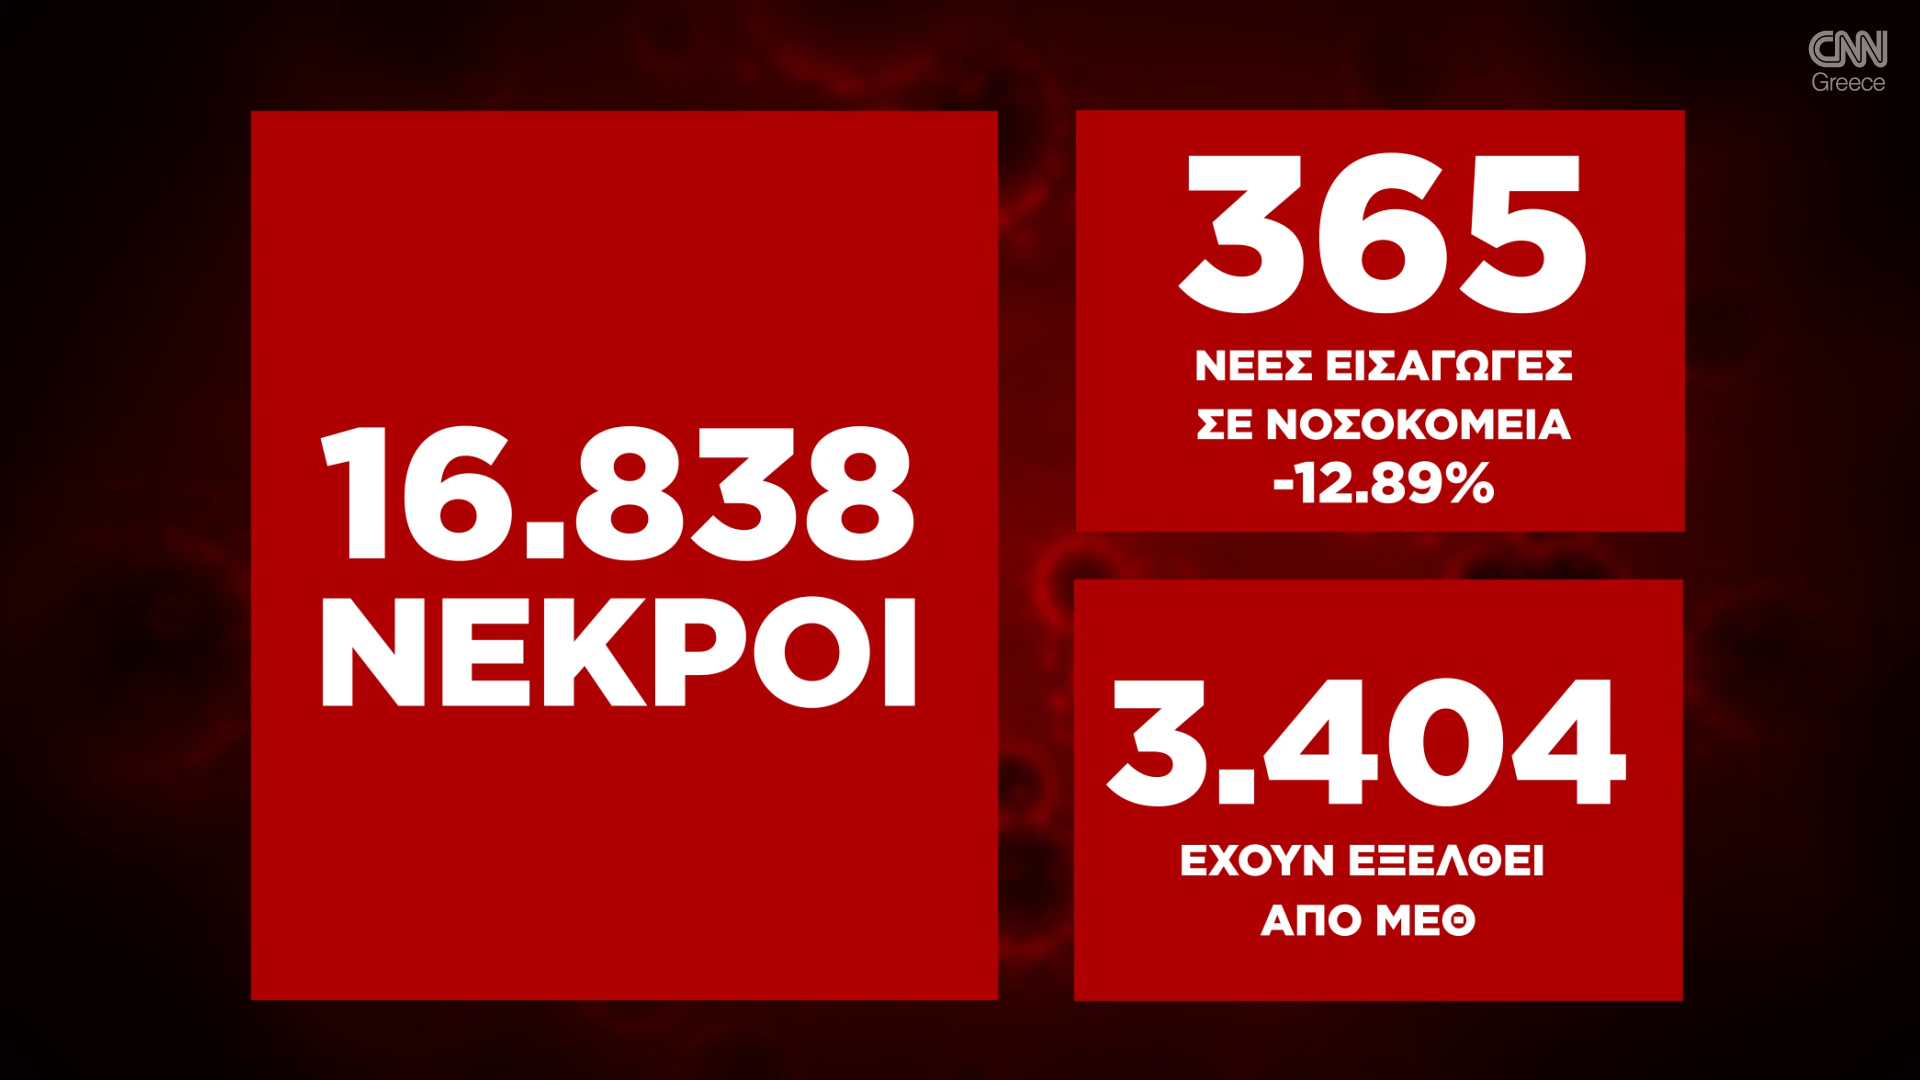 CNN
Greece
16.838
ΝΕΚΡΟΙ
365
ΝΕΕΣ ΕΙΣΑΓΩΓΕΣ
ΣΕ ΝΟΣΟΚΟΜΕΙΑ
-12.89%
3.404
ΕΧΟΥΝ ΕΞΕΛΘΕΙ
ΑΠΟ ΜΕΘ